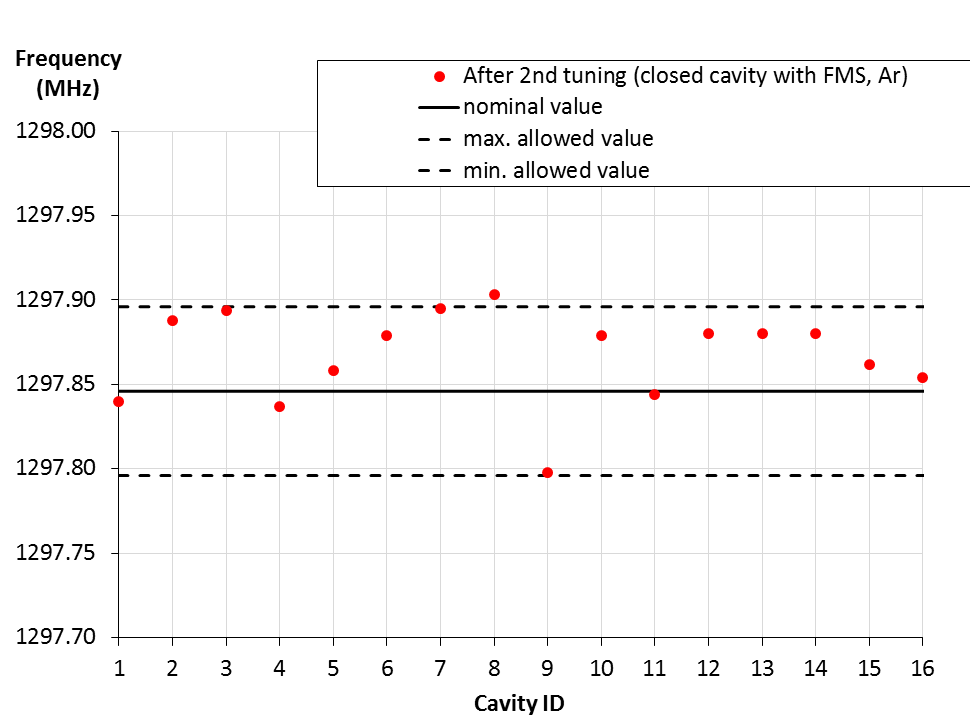 Frequency
(MHz)
After 2nd tuning (closed cavity with FMS, Ar)
nominal value
max. allowed value
min. allowed value
1298.00
1297.95
1297.90
1297.85
1297.80
1297.75
1297.70
1 2 3 4 5 6 7 8 9 10 11 12 13 14 15 16
Cavity ID